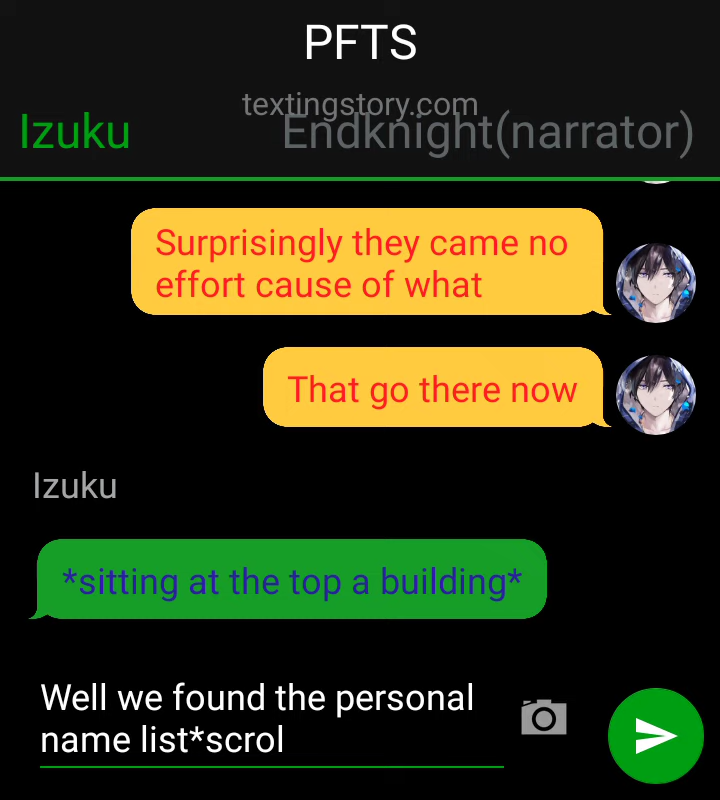 PFTS
textingstory.com
Izuku
Endknight(narrator)
Surprisingly they came no
effort cause of what
That go there now
Izuku
*sitting at the top a building*
Well we found the personal
name list*scrol